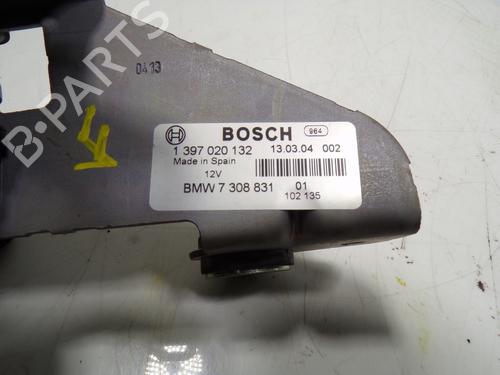 0413
BOSCH 964
1 397 020 132 13.03.04 002
Made in Spain
12V
BMW 7 308 831 01
102 135
B-PARTS